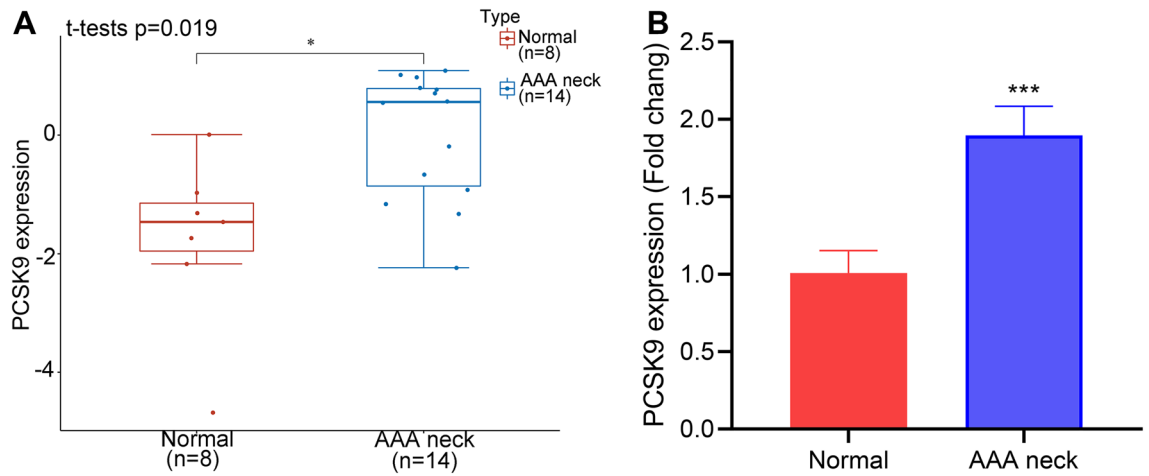 A
t-tests p=0.019
*
Type
Normal
(n=8)
AAA neck
(n=14)
PCSK9 expression
0
-2
-4
Normal
(n=8)
AAA neck
(n=14)
B
PCSK9 expression (Fold chang)
2.5
2.0
1.5
1.0
0.5
0.0
***
Normal
AAA neck